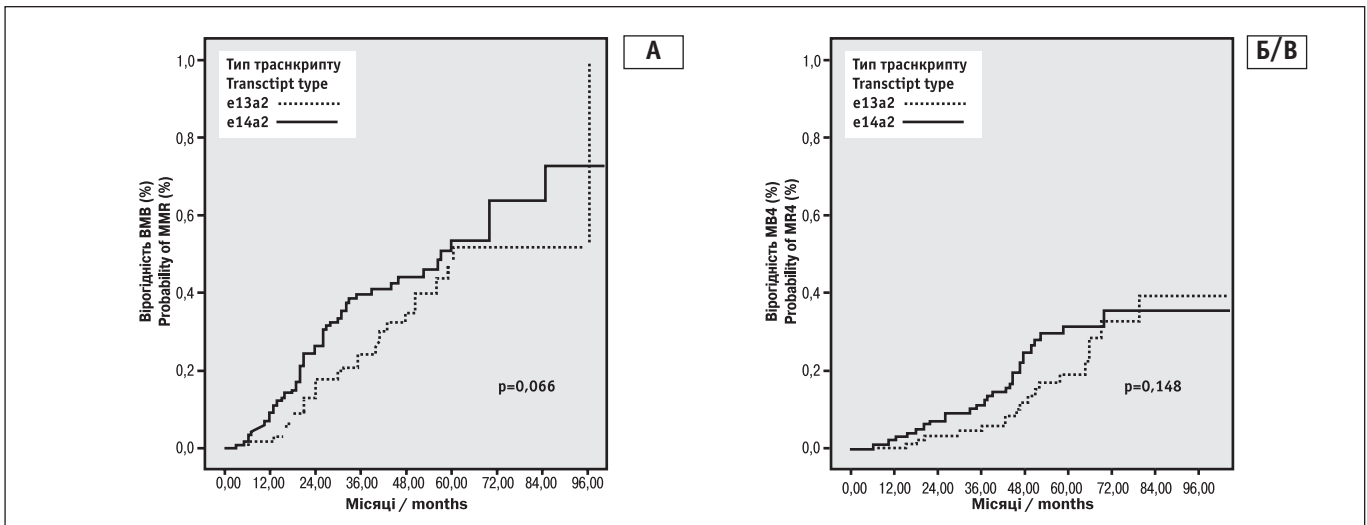 А
Тип траснкрипту
Transctipt type
e13a2
e14a2
Вірогідність ВМВ (%)
Probability of MMR (%)
1,0
0,8
0,6
0,4
0,2
0,0
p=0,066
0,00 12,00 24,00 36,00 48,00 60,00 72,00 84,00 96,00
Місяці / months
Б/В
Тип траснкрипту
Transctipt type
e13a2
e14a2
Вірогідність МВ4 (%)
Probability of MR4 (%)
1,0
0,8
0,6
0,4
0,2
0,0
p=0,148
0,00 12,00 24,00 36,00 48,00 60,00 72,00 84,00 96,00
Місяці / months